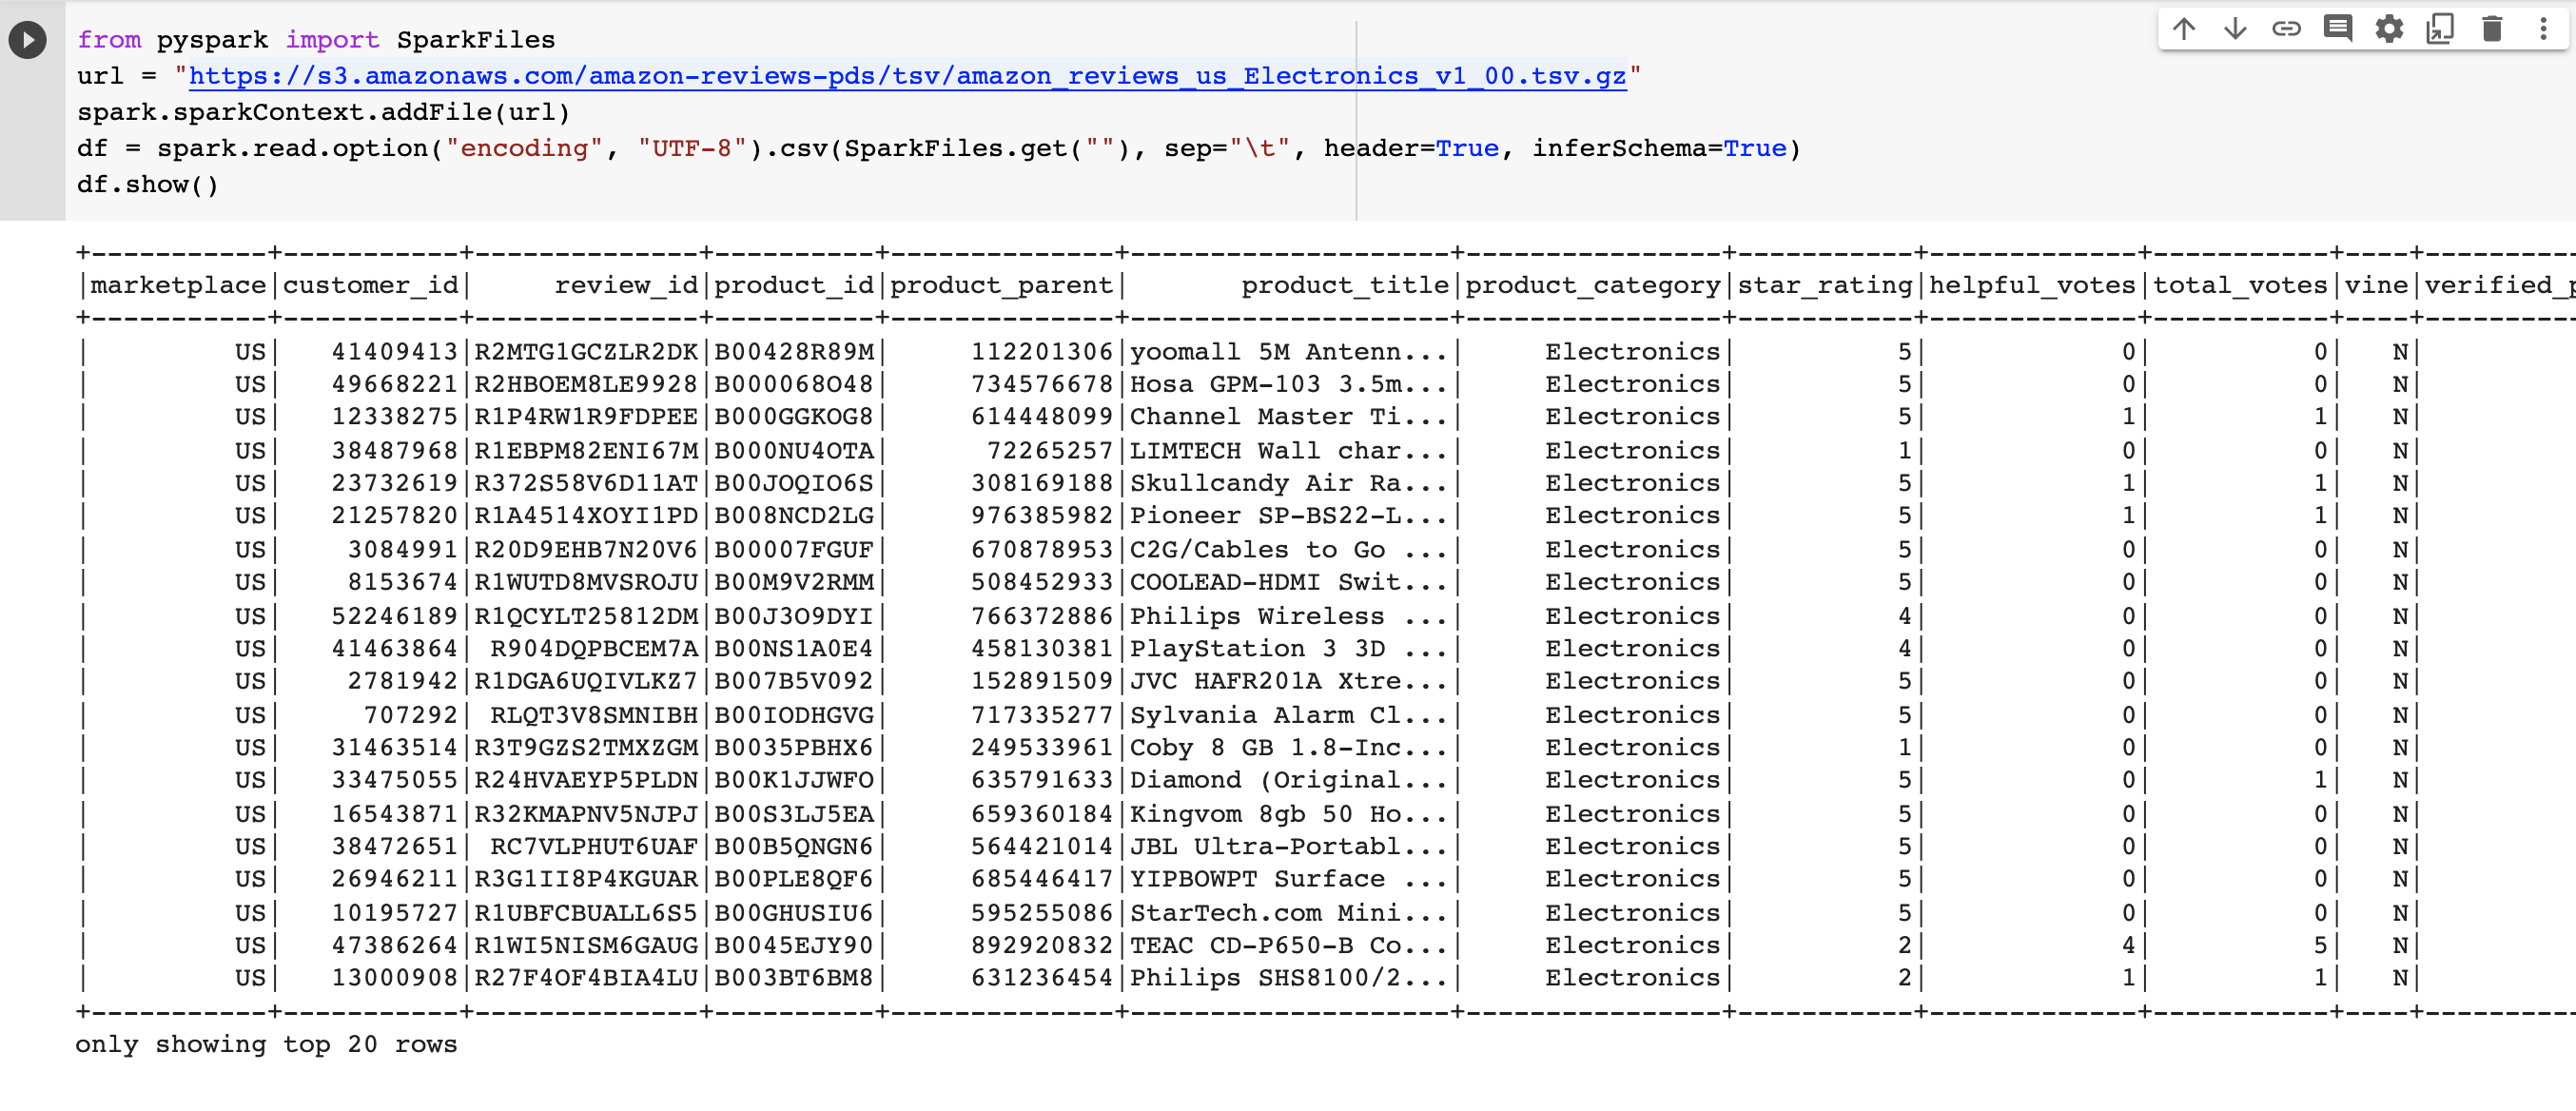 from pyspark import SparkFiles
url = "https://s3.amazonaws.com/amazon-reviews-pds/tsv/amazon_reviews_us_Electronics_v1_00.tsv.gz"
spark.sparkContext.addFile(url)
df = spark.read.option("encoding", "UTF-8").csv(SparkFiles.get(""), sep="\t", header=True, inferSchema=True)
df.show()
+-----------+-----------+--------------+----------+--------------+--------------------+----------------+-----------+-------------+-----------+----+----------
|marketplace|customer_id|     review_id|product_id|product_parent|       product_title|product_category|star_rating|helpful_votes|total_votes|vine|verified_p
+-----------+-----------+--------------+----------+--------------+--------------------+----------------+-----------+-------------+-----------+----+----------
|         US|   41409413|R2MTG1GCZLR2DK|B00428R89M|     112201306|yoomall 5M Antenn...|     Electronics|          5|            0|          0|   N|
|         US|   49668221|R2HBOEM8LE9928|B000068O48|     734576678|Hosa GPM-103 3.5m...|     Electronics|          5|            0|          0|   N|
|         US|   12338275|R1P4RW1R9FDPEE|B000GGKOG8|     614448099|Channel Master Ti...|     Electronics|          5|            1|          1|   N|
|         US|   38487968|R1EBPM82ENI67M|B000NU4OTA|      72265257|LIMTECH Wall char...|     Electronics|          1|            0|          0|   N|
|         US|   23732619|R372S58V6D11AT|B00JOQIO6S|     308169188|Skullcandy Air Ra...|     Electronics|          5|            1|          1|   N|
|         US|   21257820|R1A4514XOYI1PD|B008NCD2LG|     976385982|Pioneer SP-BS22-L...|     Electronics|          5|            1|          1|   N|
|         US|    3084991|R20D9EHB7N20V6|B00007FGUF|     670878953|C2G/Cables to Go ...|     Electronics|          5|            0|          0|   N|
|         US|    8153674|R1WUTD8MVSROJU|B00M9V2RMM|     508452933|COOLEAD-HDMI Swit...|     Electronics|          5|            0|          0|   N|
|         US|   52246189|R1QCYLT25812DM|B00J3O9DYI|     766372886|Philips Wireless ...|     Electronics|          4|            0|          0|   N|
|         US|   41463864| R904DQPBCEM7A|B00NS1A0E4|     458130381|PlayStation 3 3D ...|     Electronics|          4|            0|          0|   N|
|         US|    2781942|R1DGA6UQIVLKZ7|B007B5V092|     152891509|JVC HAFR201A Xtre...|     Electronics|          5|            0|          0|   N|
|         US|     707292| RLQT3V8SMNIBH|B00IODHGVG|     717335277|Sylvania Alarm Cl...|     Electronics|          5|            0|          0|   N|
|         US|   31463514|R3T9GZS2TMXZGM|B0035PBHX6|     249533961|Coby 8 GB 1.8-Inc...|     Electronics|          1|            0|          0|   N|
|         US|   33475055|R24HVAEYP5PLDN|B00K1JJWFO|     635791633|Diamond (Original...|     Electronics|          5|            0|          1|   N|
|         US|   16543871|R32KMAPNV5NJPJ|B00S3LJ5EA|     659360184|Kingvom 8gb 50 Ho...|     Electronics|          5|            0|          0|   N|
|         US|   38472651| RC7VLPHUT6UAF|B00B5QNGN6|     564421014|JBL Ultra-Portabl...|     Electronics|          5|            0|          0|   N|
|         US|   26946211|R3G1II8P4KGUAR|B00PLE8QF6|     685446417|YIPBOWPT Surface ...|     Electronics|          5|            0|          0|   N|
|         US|   10195727|R1UBFCBUALL6S5|B00GHUSIU6|     595255086|StarTech.com Mini...|     Electronics|          5|            0|          0|   N|
|         US|   47386264|R1WI5NISM6GAUG|B0045EJY90|     892920832|TEAC CD-P650-B Co...|     Electronics|          2|            4|          5|   N|
|         US|   13000908|R27F4OF4BIA4LU|B003BT6BM8|     631236454|Philips SHS8100/2...|     Electronics|          2|            1|          1|   N|
+-----------+-----------+--------------+----------+--------------+--------------------+----------------+-----------+-------------+-----------+----+----------
only showing top 20 rows